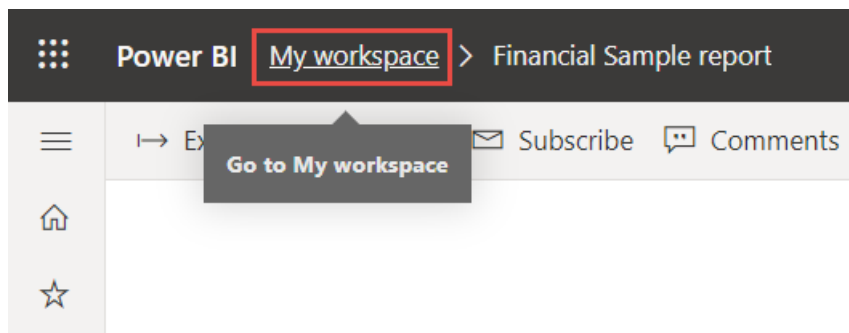 Power BI My workspace > Financial Sample report
Subscribe Comments
Go to My workspace